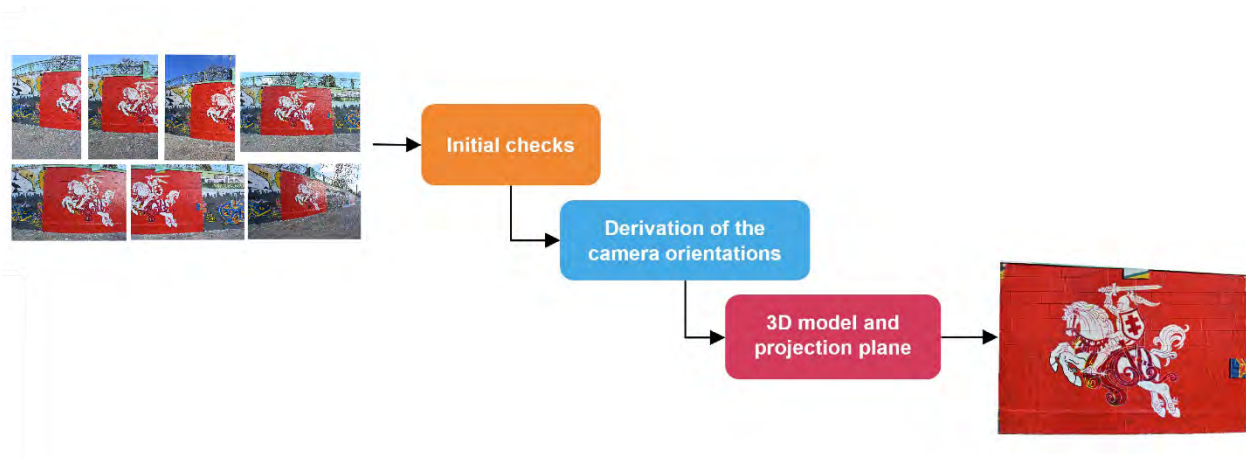 Initial checks
Derivation of the
camera orientations
3D model and
projection plane